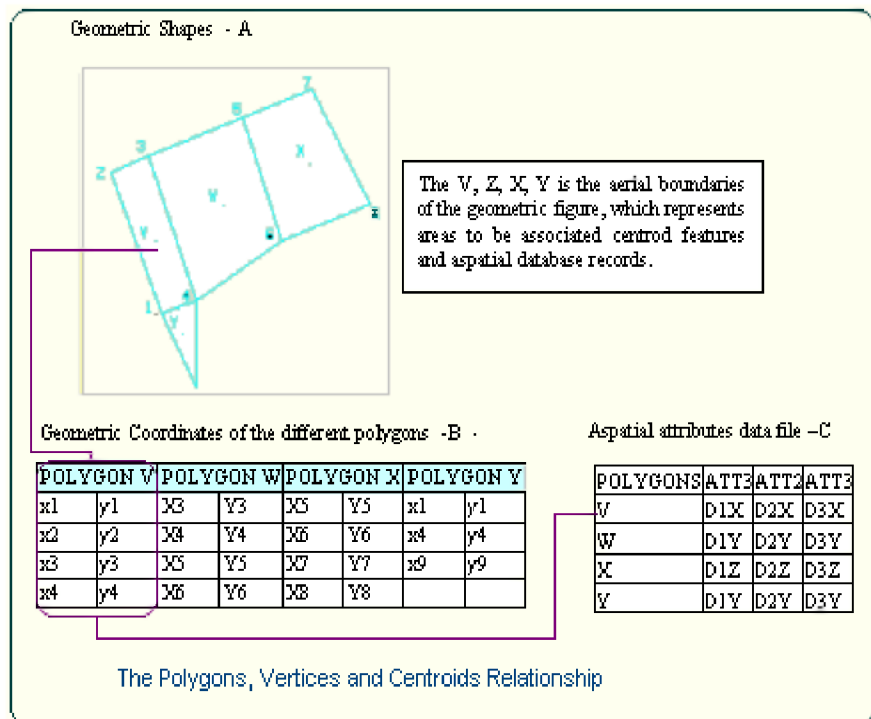 Geometric Shapes - A
7
6
3
X
Z
W
5
8
V
4
1
Y
The V, Z, X, Y is the aerial boundaries
of the geometric figure, which represents
areas to be associated centrod features
and aspatial database records.
Geometric Coordinates of the different polygons -B -
POLYGON V POLYGON W POLYGON X POLYGON Y
x1 y1 X3 Y3 X5 Y5 x1 y1
x2 y2 X4 Y4 X6 Y6 x4 y4
x3 y3 X5 Y5 X7 Y7 x9 y9
x4 y4 X6 Y6 X8 Y8
Aspatial attributes data file –C
POLYGONS ATT3 ATT2 ATT3
V D1X D2X D3X
W D1Y D2Y D3Y
X D1Z D2Z D3Z
Y D1Y D2Y D3Y
The Polygons, Vertices and Centroids Relationship